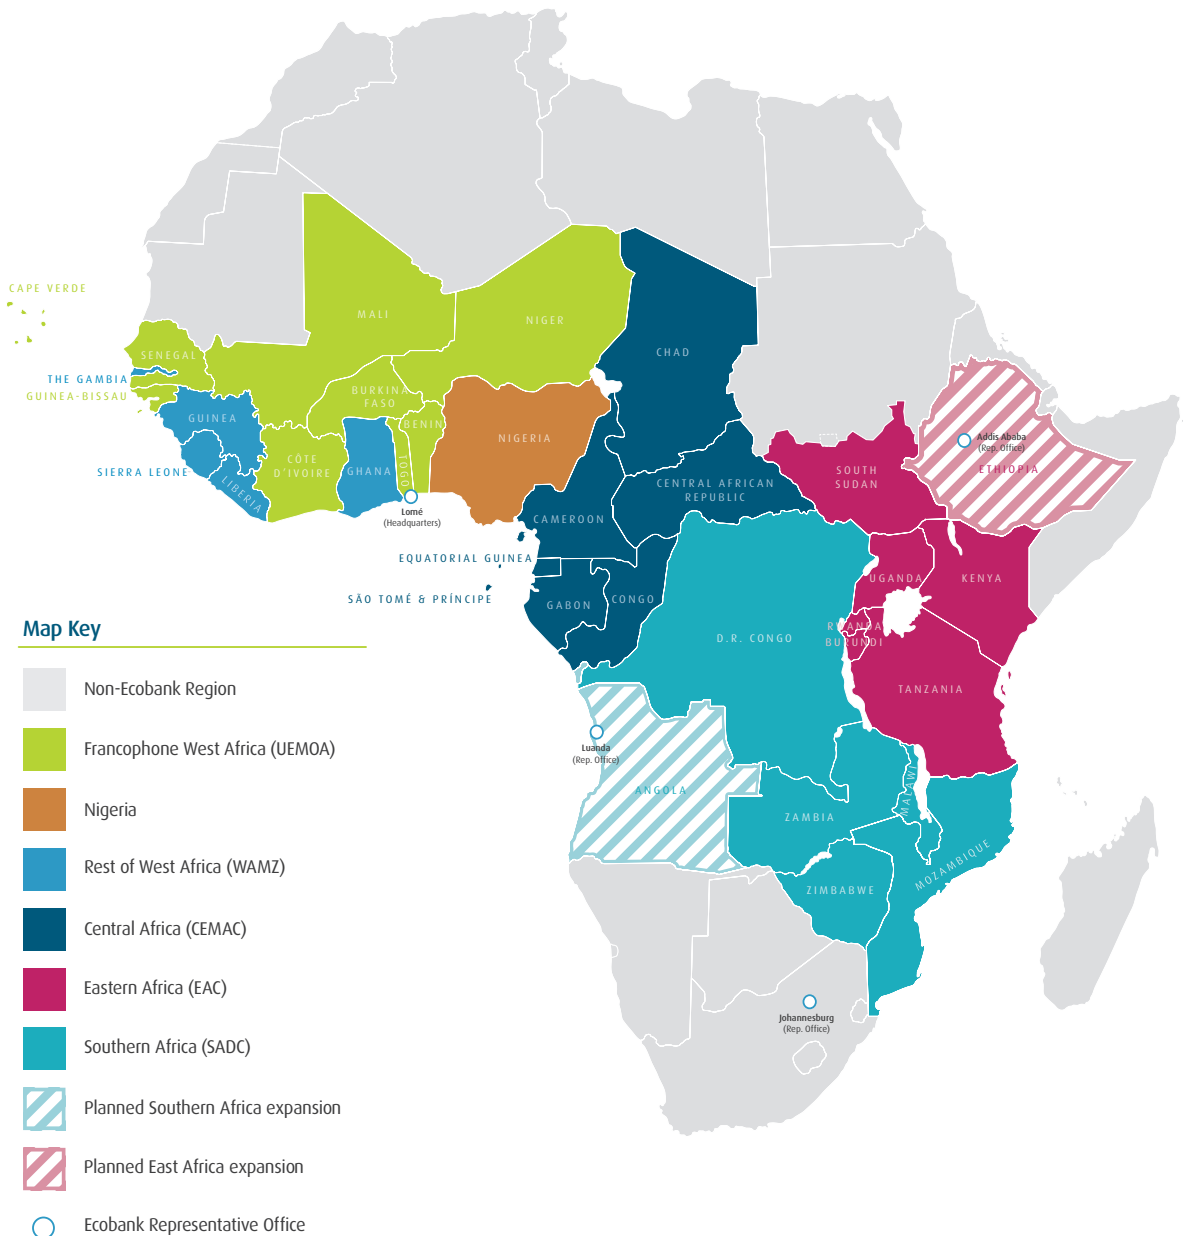 CAPE VERDE
MALI
NIGER
CHAD
SENEGAL
THE GAMBIA
GUINEA-BISSAU
BURKINA
FASO
BENIN
GUINEA
NIGERIA
Addis Ababa
(Rep. Office)
ETHIOPIA
CÔTE
D'IVOIRE
GHANA
TOGO
SIERRA LEONE
LIBERIA
SOUTH
SUDAN
CENTRAL AFRICAN
REPUBLIC
Lomé
(Headquarters)
CAMEROON
EQUATORIAL GUINEA
UGANDA
KENYA
SÃO TOMÉ & PRÍNCIPE
GABON
CONGO
RWANDA
BURUNDI
D.R. CONGO
TANZANIA
Luanda
(Rep. Office)
ANGOLA
MALAWI
ZAMBIA
MOZAMBIQUE
ZIMBABWE
Johannesburg
(Rep. Office)
Map Key
Non-Ecobank Region
Francophone West Africa (UEMOA)
Nigeria
Rest of West Africa (WAMZ)
Central Africa (CEMAC)
Eastern Africa (EAC)
Southern Africa (SADC)
Planned Southern Africa expansion
Planned East Africa expansion
Ecobank Representative Office